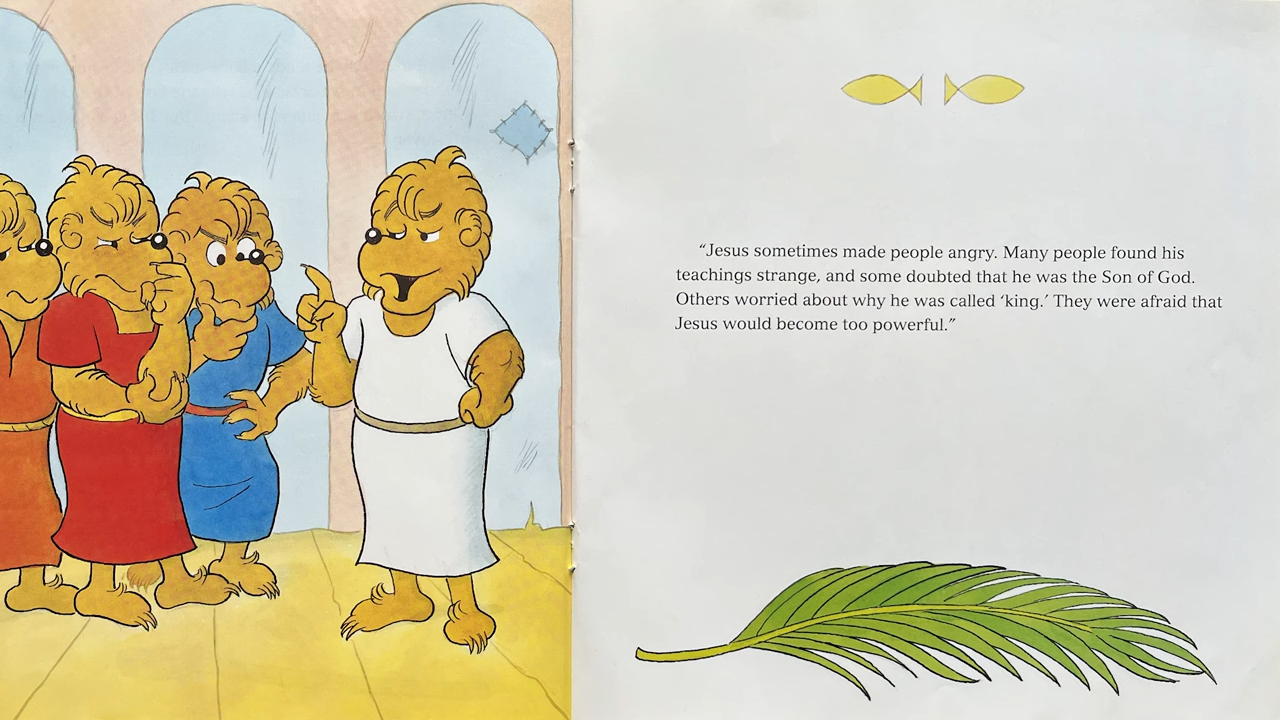 “Jesus sometimes made people angry. Many people found his
teachings strange, and some doubted that he was the Son of God.
Others worried about why he was called ‘king.’ They were afraid that
Jesus would become too powerful.”